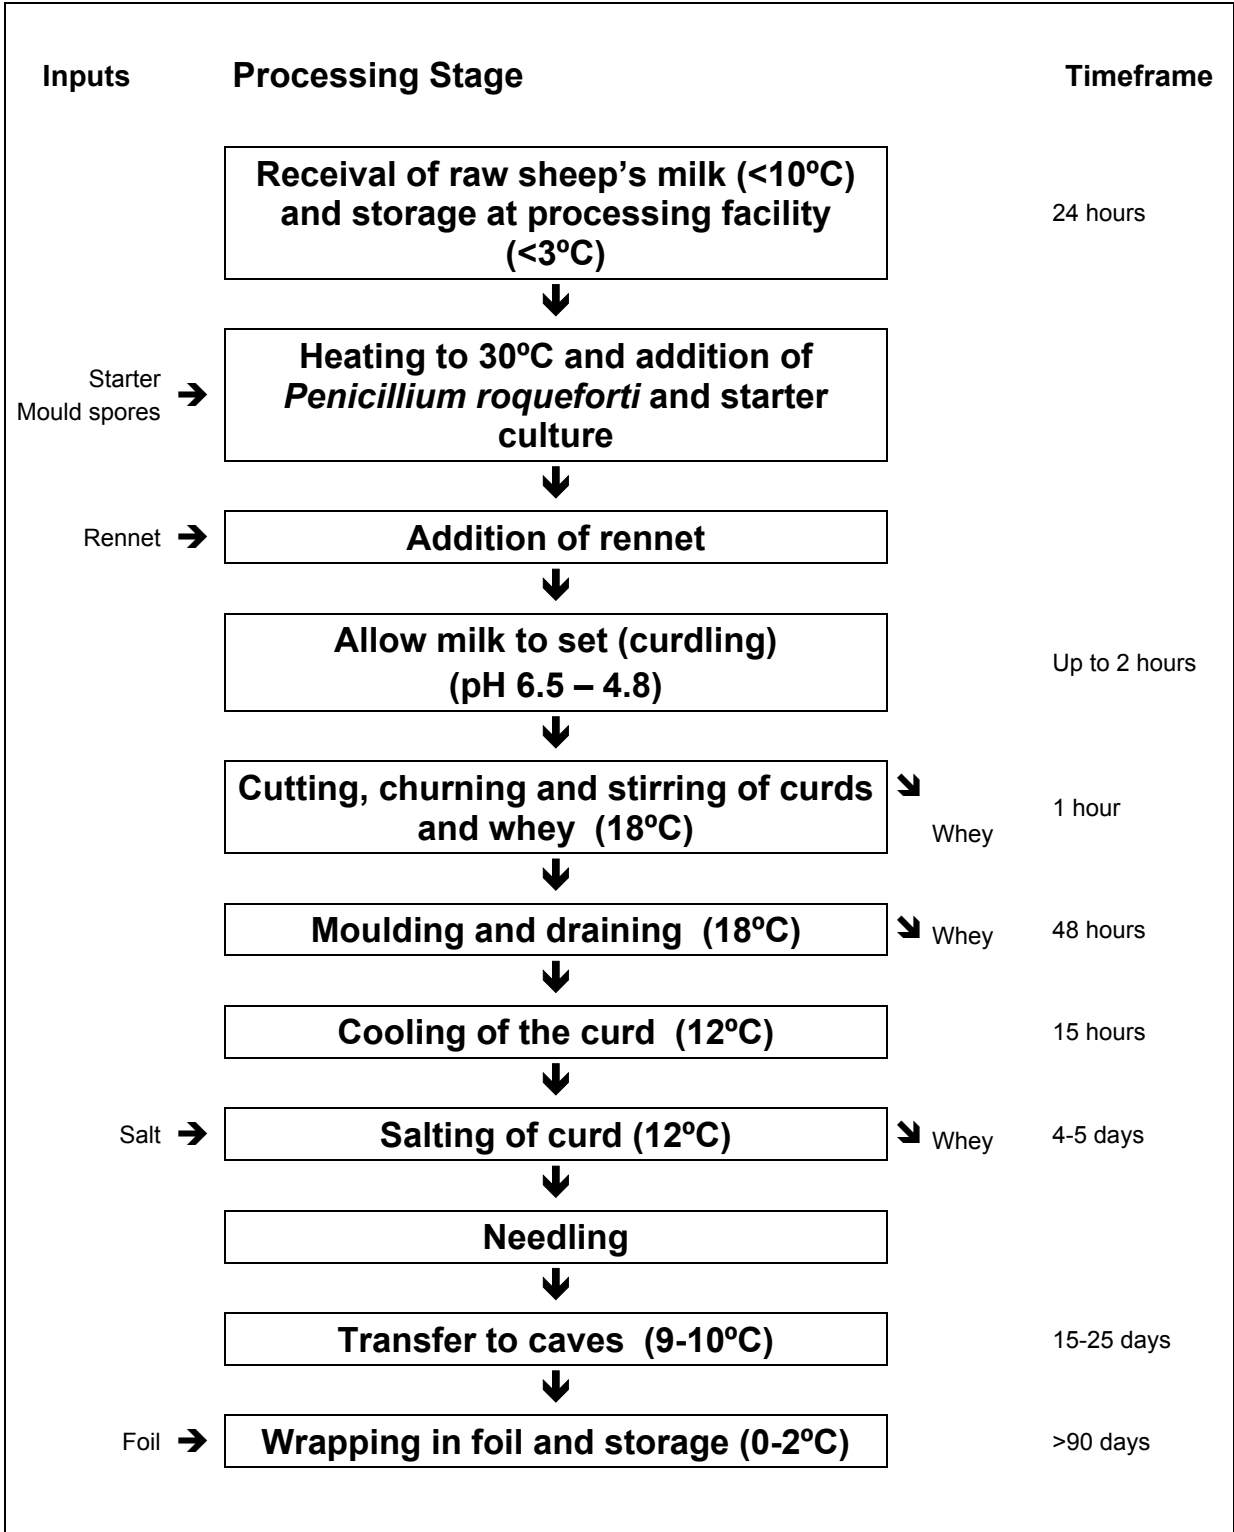 Inputs
Processing Stage
Timeframe
Receival of raw sheep's milk (<10ºC)
and storage at processing facility
(<3ºC)
24 hours
Starter
Mould spores
Heating to 30ºC and addition of
Penicillium roqueforti and starter
culture
Rennet
Addition of rennet
Allow milk to set (curdling)
(pH 6.5 – 4.8)
Up to 2 hours
Cutting, churning and stirring of curds
and whey (18ºC)
Whey
1 hour
Moulding and draining (18ºC)
Whey
48 hours
Cooling of the curd (12ºC)
15 hours
Salt
Salting of curd (12ºC)
Whey
4-5 days
Needling
Transfer to caves (9-10ºC)
15-25 days
Foil
Wrapping in foil and storage (0-2ºC)
>90 days